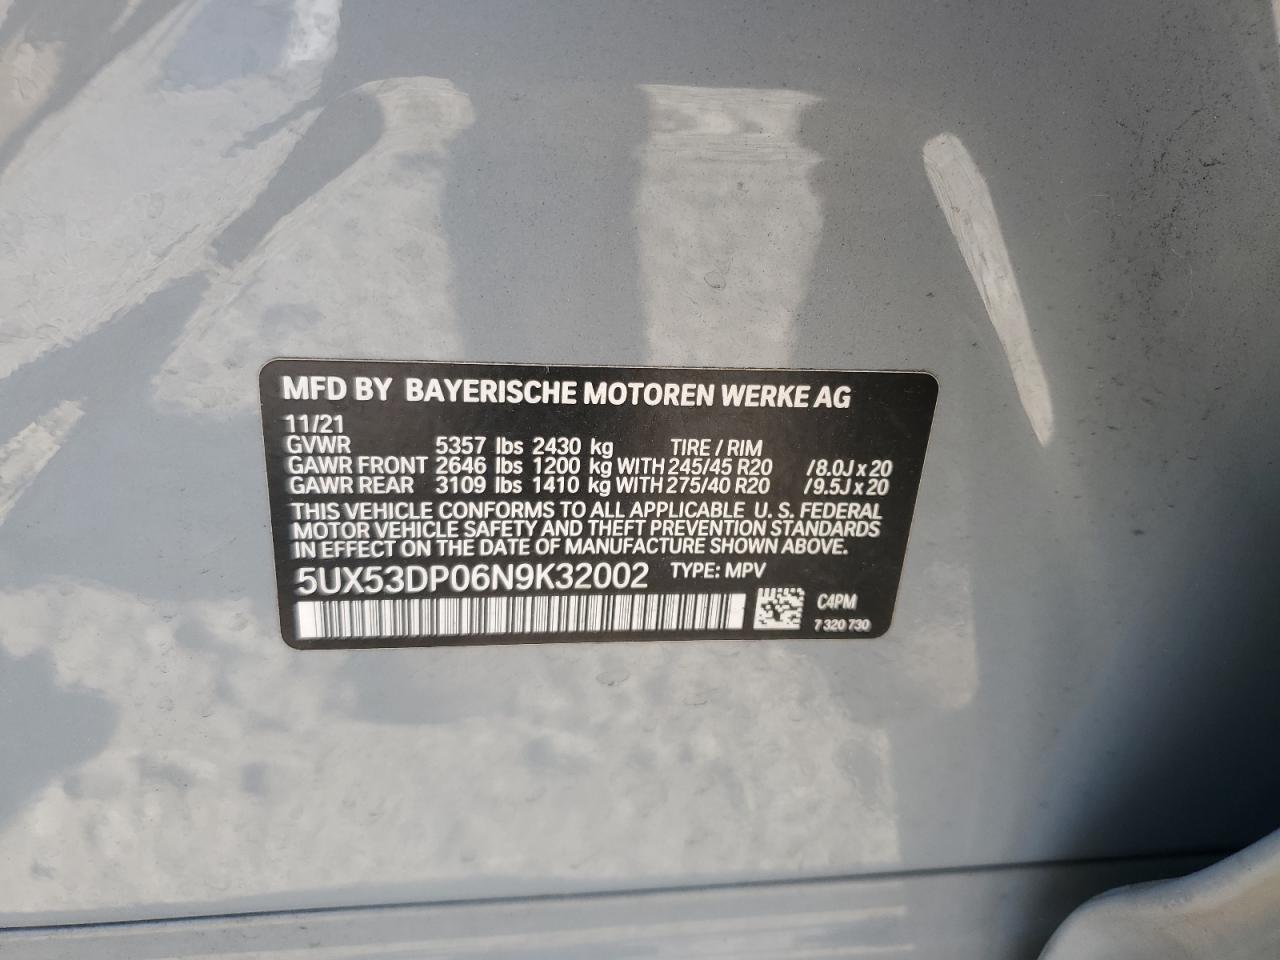 MFD BY BAYERISCHE MOTOREN WERKE AG
11/21
GVWR 5357 lbs 2430 kg TIRE / RIM
GAWR FRONT 2646 lbs 1200 kg WITH 245/45 R20 /8.0J x 20
GAWR REAR 3109 lbs 1410 kg WITH 275/40 R20 /9.5J x 20
THIS VEHICLE CONFORMS TO ALL APPLICABLE U. S. FEDERAL
MOTOR VEHICLE SAFETY AND THEFT PREVENTION STANDARDS
IN EFFECT ON THE DATE OF MANUFACTURE SHOWN ABOVE.
5UX53DP06N9K32002 TYPE: MPV
C4PM
7 320 730